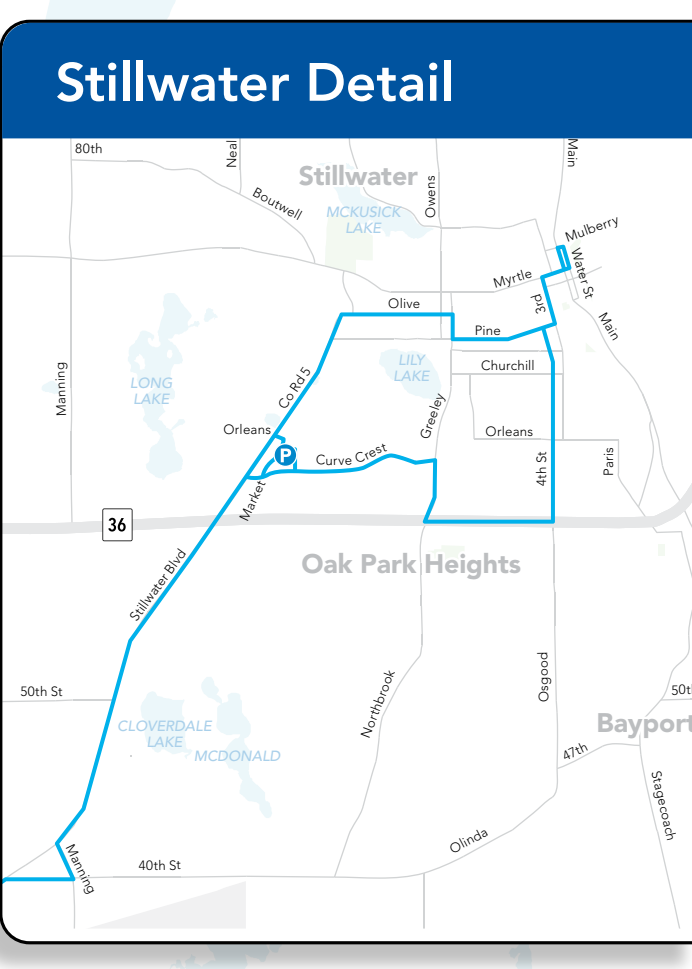 Stillwater Detail
80th
Neal
Main
Stillwater
Owens
Boutwell
MCKUSICK
LAKE
Mulberry
Water St
Myrtle
3rd
Olive
Pine
Main
Manning
LONG
LAKE
LILY
LAKE
Churchill
Co Rd 5
Greeley
Orleans
Orleans
P
Curve Crest
4th St
Paris
Market
36
Oak Park Heights
Stillwater Blvd
50th St
Northbrook
Osgood
50t
CLOVERDALE
LAKE
MCDONALD
Bayport
47th
Stagecoach
Olinda
40th St
Manning